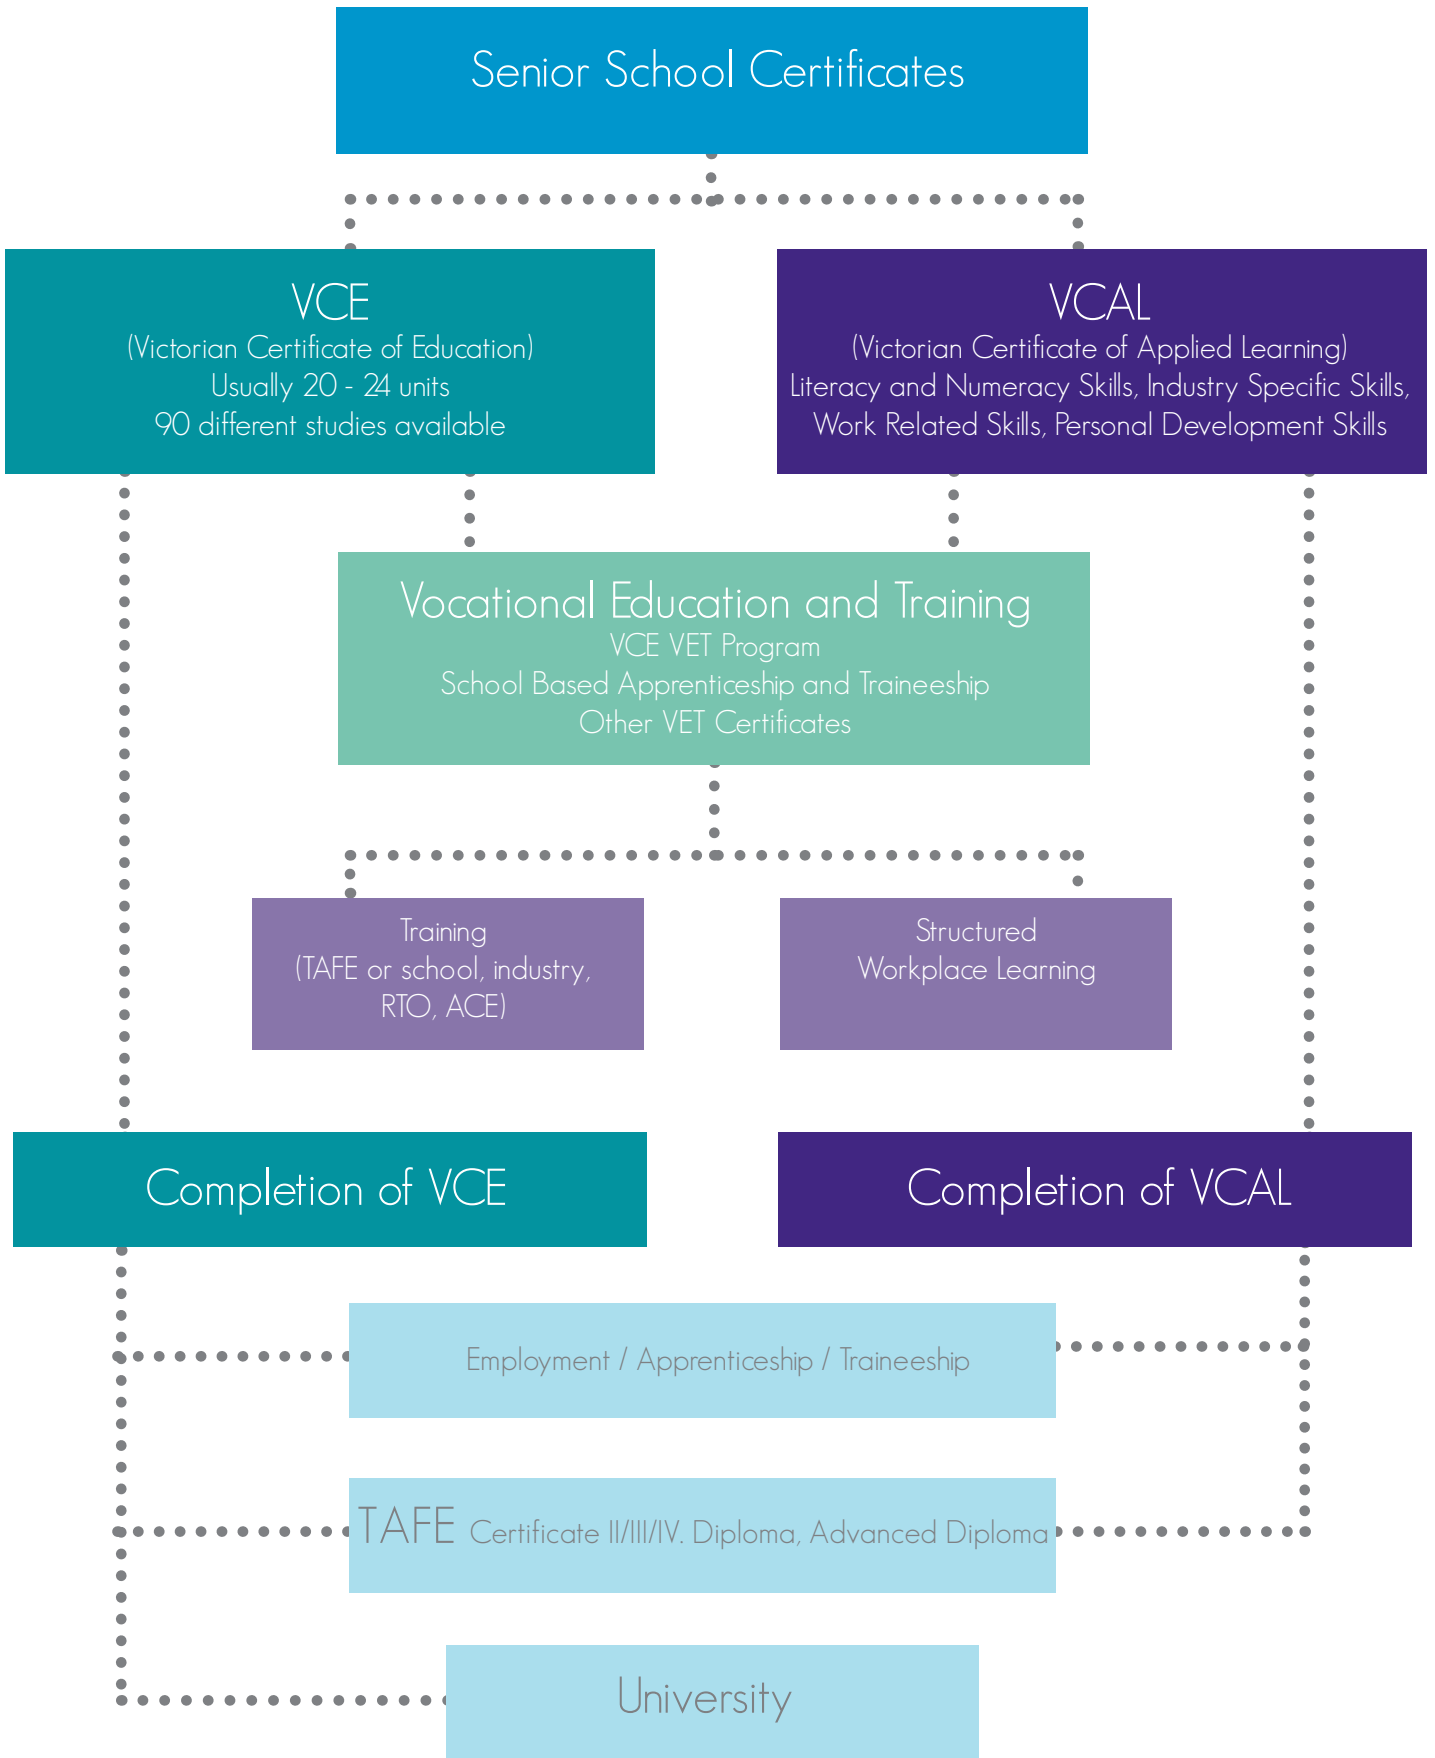 Senior School Certificates
VCE
(Victorian Certificate of Education)
Usually 20 - 24 units
90 different studies available
VCAL
(Victorian Certificate of Applied Learning)
Literacy and Numeracy Skills, Industry Specific Skills,
Work Related Skills, Personal Development Skills
Vocational Education and Training
VCE VET Program
School Based Apprenticeship and Traineeship
Other VET Certificates
Training
(TAFE or school, industry,
RTO, ACE)
Structured
Workplace Learning
Completion of VCE
Completion of VCAL
Employment / Apprenticeship / Traineeship
TAFE Certificate II/III/IV. Diploma, Advanced Diploma
University